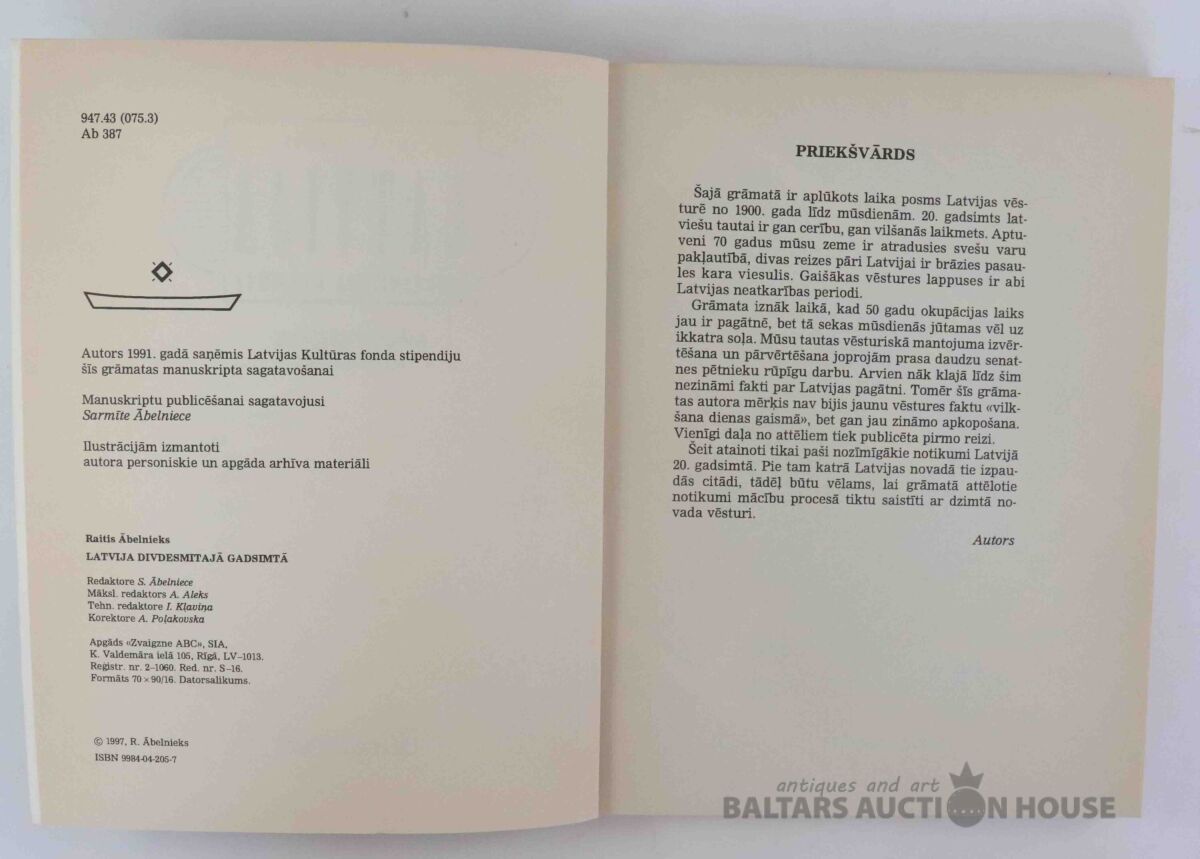 947.43 (075.3)
Ab 387
Autors 1991. gadā saņēmis Latvijas Kultūras fonda stipendiju
šīs grāmatas manuskripta sagatavošanai
Manuskriptu publicēšanai sagatavojusi
Sarmīte Ābelniece
Ilustrācijām izmantoti
autora personiskie un apgāda arhīva materiāli
Raitis Ābelnieks
LATVIJA DIVDESMITAJĀ GADSIMTĀ
Redaktore S. Ābelniece
Māksl. redaktors A. Aleks
Tehn. redaktore I. Kļaviņa
Korektore A. Poļakovska
Apgāds «Zvaigzne ABC», SIA,
K. Valdemāra ielā 105, Rīgā, LV–1013.
Reģistr. nr. 2–1060. Red. nr. S–16.
Formāts 70 × 90/16. Datorsalikums.
© 1997, R. Ābelnieks
ISBN 9984-04-205-7
PRIEKŠVĀRDS
Šajā grāmatā ir aplūkots laika posms Latvijas vēs-
turē no 1900. gada līdz mūsdienām. 20. gadsimts lat-
viešu tautai ir gan cerību, gan vilšanās laikmets. Aptu-
veni 70 gadus mūsu zeme ir atradusies svešu varu
pakļautībā, divas reizes pāri Latvijai ir brāzies pasau-
les kara viesulis. Gaišākas vēstures lappuses ir abi
Latvijas neatkarības periodi.
Grāmata iznāk laikā, kad 50 gadu okupācijas laiks
jau ir pagātnē, bet tā sekas mūsdienās jūtamas vēl uz
ikkatra soļa. Mūsu tautas vēsturiskā mantojuma izvēr-
tēšana un pārvērtēšana joprojām prasa daudzu senat-
nes pētnieku rūpīgu darbu. Arvien nāk klajā līdz šim
nezināmi fakti par Latvijas pagātni. Tomēr šīs grāma-
tas autora mērķis nav bijis jaunu vēstures faktu «vilk-
šana dienas gaismā», bet gan jau zināmo apkopošana.
Vienīgi daļa no attēliem tiek publicēta pirmo reizi.
Šeit atainoti tikai paši nozīmīgākie notikumi Latvijā
20. gadsimtā. Pie tam katrā Latvijas novadā tie izpau-
dās citādi, tādēļ būtu vēlams, lai grāmatā attēlotie
notikumi mācību procesā tiktu saistīti ar dzimtā no-
vada vēsturi.
Autors
antiques and art
BALTARS AUCTION HOUSE